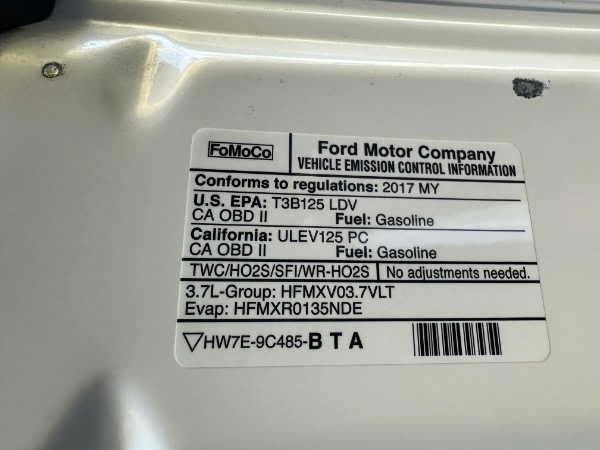 FoMoCo
Ford Motor Company
VEHICLE EMISSION CONTROL INFORMATION
Conforms to regulations: 2017 MY
U.S. EPA: T3B125 LDV
CA OBD II Fuel: Gasoline
California: ULEV125 PC
CA OBD II Fuel: Gasoline
TWC/HO2S/SFI/WR-HO2S No adjustments needed.
3.7L-Group: HFMXV03.7VLT
Evap: HFMXR0135NDE
▽HW7E-9C485-B T A